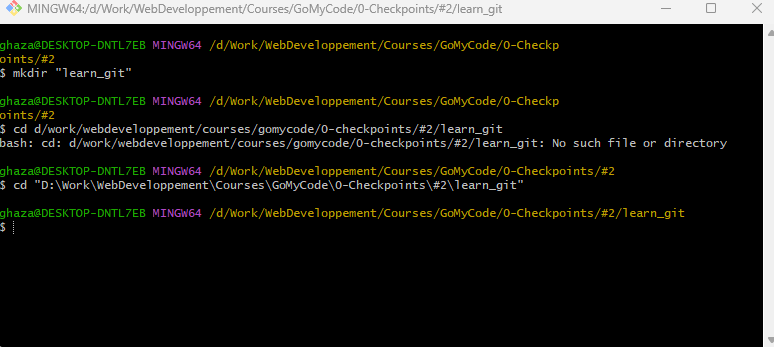 MINGW64:/d/Work/WebDeveloppement/Courses/GoMyCode/0-Checkpoints/#2/learn_git
ghaza@DESKTOP-DNTL7EB MINGW64 /d/Work/WebDeveloppement/Courses/GoMyCode/0-Checkp
oints/#2
$ mkdir "learn_git"
ghaza@DESKTOP-DNTL7EB MINGW64 /d/Work/WebDeveloppement/Courses/GoMyCode/0-Checkp
oints/#2
$ cd d/work/webdeveloppement/courses/gomycode/0-checkpoints/#2/learn_git
bash: cd: d/work/webdeveloppement/courses/gomycode/0-checkpoints/#2/learn_git: No such file or directory
ghaza@DESKTOP-DNTL7EB MINGW64 /d/Work/WebDeveloppement/Courses/GoMyCode/0-Checkpoints/#2
$ cd "D:\Work\WebDeveloppement\Courses\GoMyCode\0-Checkpoints\#2\learn_git"
ghaza@DESKTOP-DNTL7EB MINGW64 /d/Work/WebDeveloppement/Courses/GoMyCode/0-Checkpoints/#2/learn_git
$